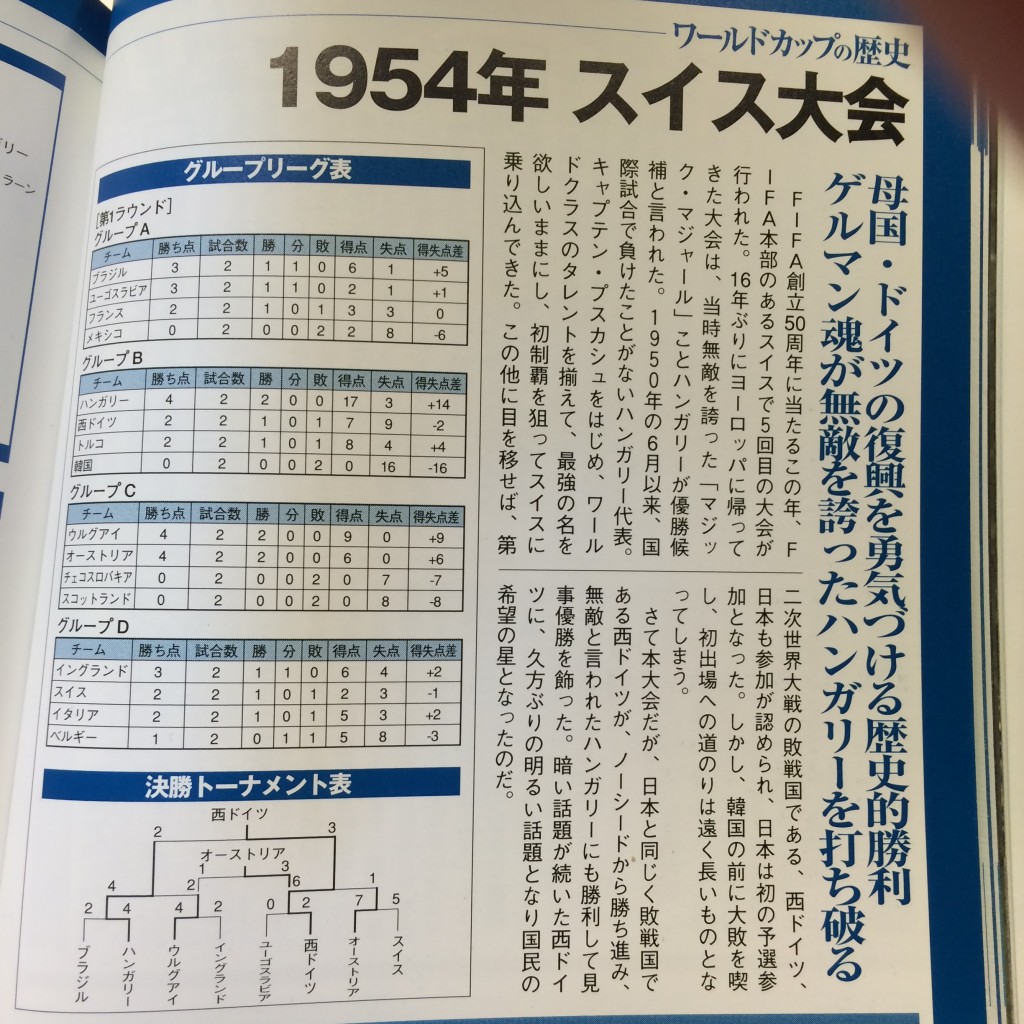 ワールドカップの歴史
1954年 スイス大会
母国・ドイツの復興を勇気づける歴史的勝利
ゲルマン魂が無敵を誇ったハンガリーを打ち破る
ＦＩＦＡ創立50周年に当たるこの年、Ｆ
ＩＦＡ本部のあるスイスで５回目の大会が
行われた。16年ぶりにヨーロッパに帰って
きた大会は、当時無敵を誇った「マジッ
ク・マジャール」ことハンガリーが優勝候
補と言われた。１９５０年の６月以来、国
際試合で負けたことがないハンガリー代表。
キャプテン・プスカシュをはじめ、ワール
ドクラスのタレントを揃えて、最強の名を
欲しいままにし、初制覇を狙ってスイスに
乗り込んできた。この他に目を移せば、第
二次世界大戦の敗戦国である、西ドイツ、
日本も参加が認められ、日本は初の予選参
加となった。しかし、韓国の前に大敗を喫
し、初出場への道のりは遠く長いものとな
ってしまう。
さて本大会だが、日本と同じく敗戦国で
ある西ドイツが、ノーシードから勝ち進み、
無敵と言われたハンガリーにも勝利して見
事優勝を飾った。暗い話題が続いた西ドイ
ツに、久方ぶりの明るい話題となり国民の
希望の星となったのだ。
グループリーグ表
[第1ラウンド]
グループA
チーム 勝ち点 試合数 勝 分 敗 得点 失点 得失点差
ブラジル 3 2 1 1 0 6 1 +5
ユーゴスラビア 3 2 1 1 0 2 1 +1
フランス 2 2 1 0 1 3 3 0
メキシコ 0 2 0 0 2 2 8 -6
グループB
チーム 勝ち点 試合数 勝 分 敗 得点 失点 得失点差
ハンガリー 4 2 2 0 0 17 3 +14
西ドイツ 2 2 1 0 1 7 9 -2
トルコ 2 2 1 0 1 8 4 +4
韓国 0 2 0 0 2 0 16 -16
グループC
チーム 勝ち点 試合数 勝 分 敗 得点 失点 得失点差
ウルグアイ 4 2 2 0 0 9 0 +9
オーストリア 4 2 2 0 0 6 0 +6
チェコスロバキア 0 2 0 0 2 0 7 -7
スコットランド 0 2 0 0 2 0 8 -8
グループD
チーム 勝ち点 試合数 勝 分 敗 得点 失点 得失点差
イングランド 3 2 1 1 0 6 4 +2
スイス 2 2 1 0 1 2 3 -1
イタリア 2 2 1 0 1 5 3 +2
ベルギー 1 2 0 1 1 5 8 -3
決勝トーナメント表
西ドイツ
2 3
オーストリア
1 3
4 2 6 1
2 4 4 2 0 2 7 5
ブラジル
ハンガリー
ウルグアイ
イングランド
ユーゴスラビア
西ドイツ
オーストリア
スイス